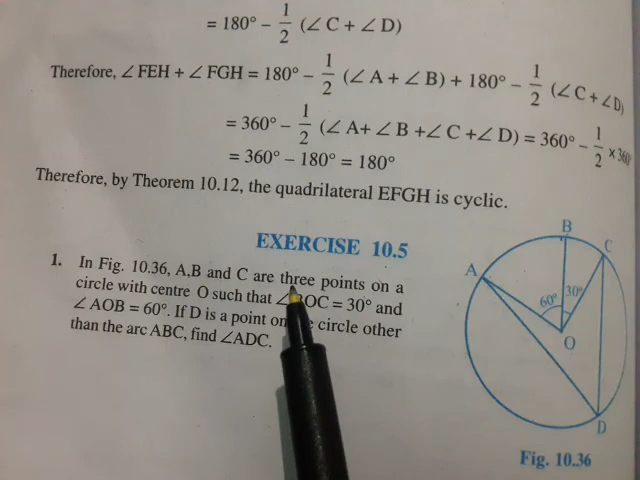 = 180° – 1/2 (∠ C + ∠ D)
Therefore, ∠ FEH + ∠ FGH = 180° – 1/2 (∠ A + ∠ B) + 180° – 1/2 (∠ C + ∠ D)
= 360° – 1/2 (∠ A+ ∠ B +∠ C +∠ D) = 360° – 1/2 × 360°
= 360° – 180° = 180°
Therefore, by Theorem 10.12, the quadrilateral EFGH is cyclic.
EXERCISE 10.5
1. In Fig. 10.36, A,B and C are three points on a
circle with centre O such that ∠ OC = 30° and
∠ AOB = 60°. If D is a point on circle other
than the arc ABC, find ∠ADC.
B
C
A
60° 30°
O
D
Fig. 10.36